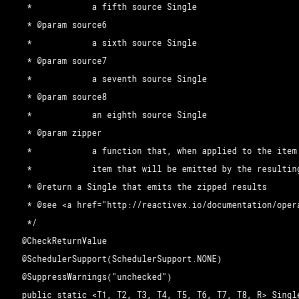 *            a fifth source Single
* @param source6
*            a sixth source Single
* @param source7
*            a seventh source Single
* @param source8
*            an eighth source Single
* @param zipper
*            a function that, when applied to the item
*            item that will be emitted by the resulting
* @return a Single that emits the zipped results
* @see <a href="http://reactivex.io/documentation/opera
*/
@CheckReturnValue
@SchedulerSupport(SchedulerSupport.NONE)
@SuppressWarnings("unchecked")
public static <T1, T2, T3, T4, T5, T6, T7, T8, R> Single